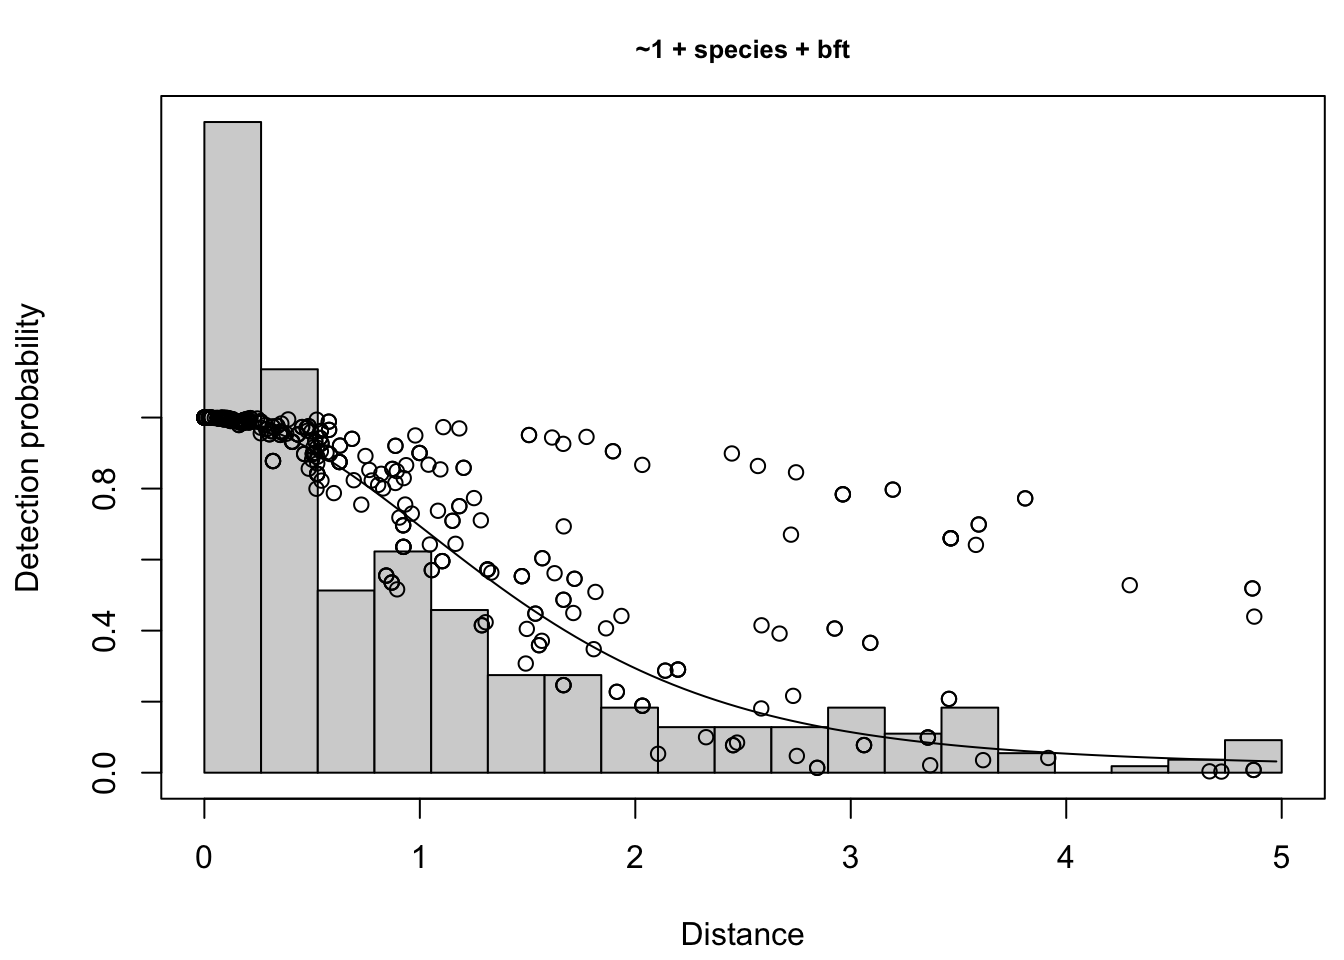 ~1 + species + bft
Detection probability
0.8
0.4
0.0
0 1 2 3 4 5
Distance